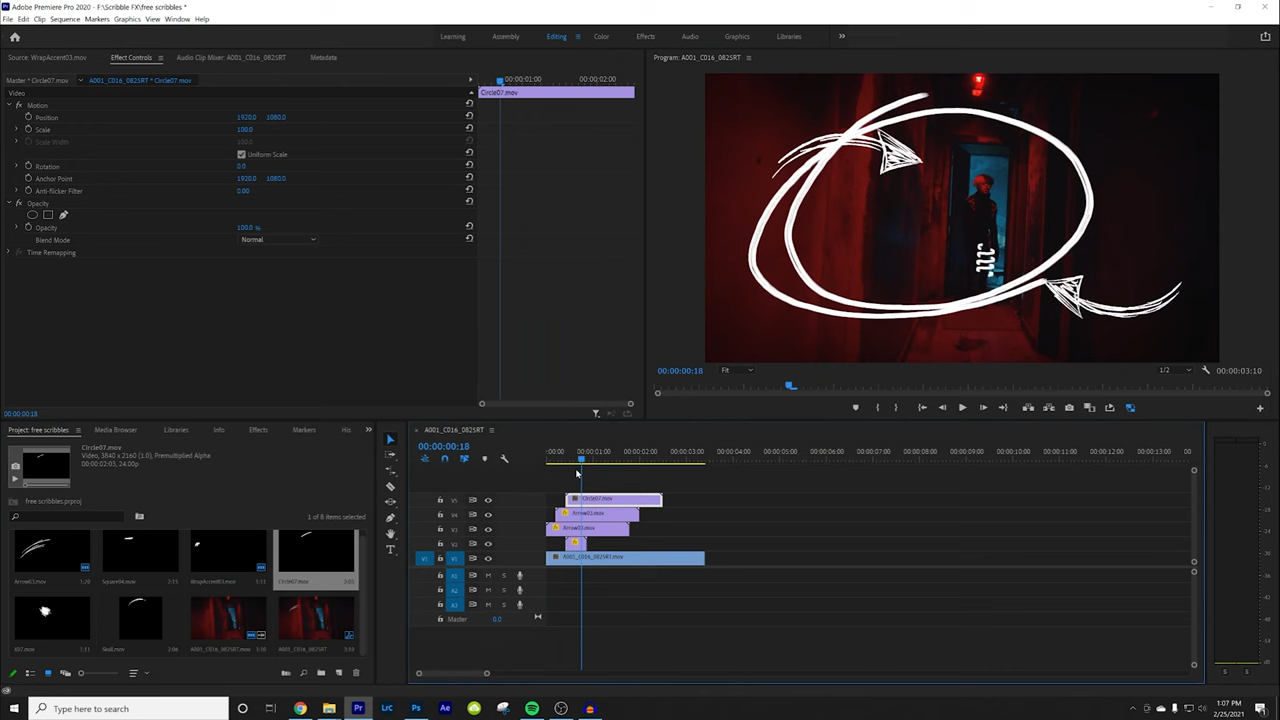 Adobe Premiere Pro 2020 - F:\Scribble FX\free scribbles *
File Edit Clip Sequence Markers Graphics View Window Help
Learning Assembly Editing Color Effects Audio Graphics Libraries
Source: WrapAccent03.mov Effect Controls Audio Clip Mixer: A001_C016_0825RT Metadata
Program: A001_C016_0825RT
Master * Circle07.mov A001_C016_0825RT * Circle07.mov
00:00:01:00 00:00:02:00
Video Circle07.mov
Motion
Position 1920.0 1080.0
Scale 100.0
Scale Width 100.0
Uniform Scale
Rotation 0.0
Anchor Point 1920.0 1080.0
Anti-flicker Filter 0.00
Opacity
Opacity 100.0 %
Blend Mode Normal
Time Remapping
00:00:00:18
00:00:00:18 Fit 1/2 00:00:03:10
Project: free scribbles Media Browser Libraries Info Effects Markers His
Circle07.mov
Video, 3840 x 2160 (1.0), Premultiplied Alpha
00:00:02:03, 24.00p
free scribbles.prproj
1 of 8 items selected
Arrow03.mov 1:20 Square04.mov 2:15 WrapAccent03.mov 1:11 Circle07.mov 2:03
X07.mov 1:11 Skull.mov 3:06 A001_C016_0825RT.mov 3:10 A001_C016_0825RT 3:10
A001_C016_0825RT
00:00:00:18
:00:00 00:00:01:00 00:00:02:00 00:00:03:00 00:00:04:00 00:00:05:00 00:00:06:00 00:00:07:00 00:00:08:00 00:00:09:00 00:00:10:00 00:00:11:00 00:00:12:00 00:00:13:00
V5 Circle07.mov
V4 Arrow03.mov
V3 Arrow03.mov
V2
V1 V1 A001_C016_0825RT.mov
A1 M S
A2 M S
A3 M S
Master 0.0
S S
Type here to search
Pr LrC Ps Ae
1:07 PM
2/25/2021